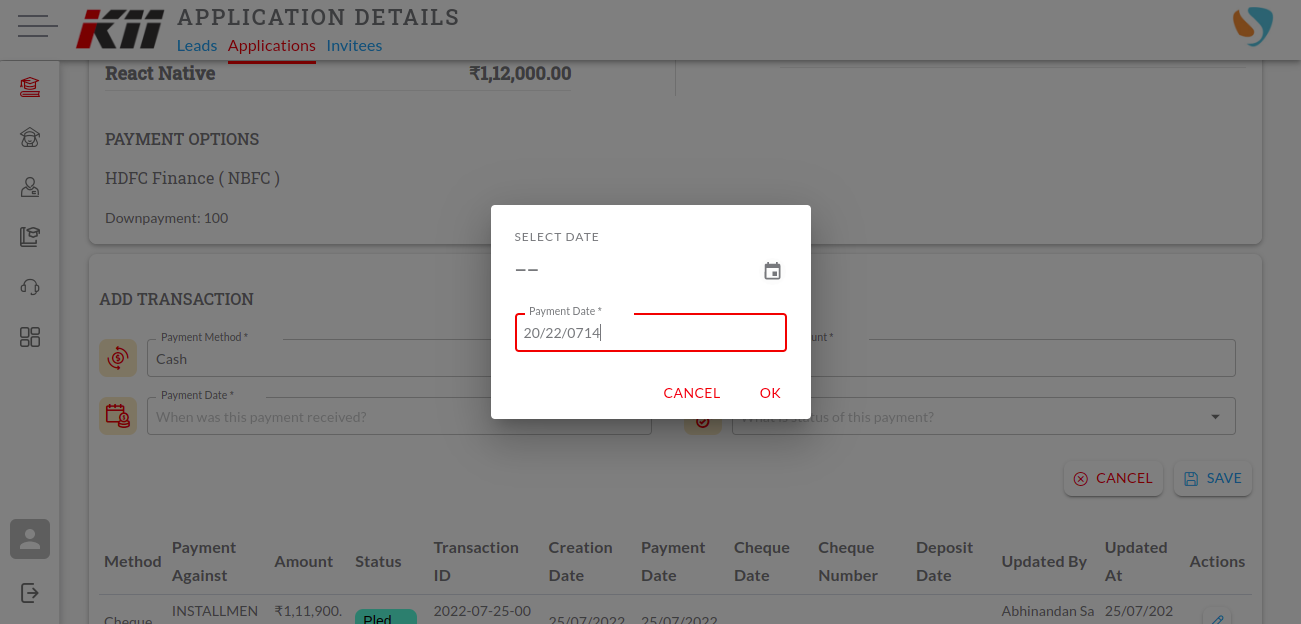 KII
APPLICATION DETAILS
Leads Applications Invitees
React Native ₹1,12,000.00
PAYMENT OPTIONS
HDFC Finance ( NBFC )
Downpayment: 100
SELECT DATE
––
Payment Date *
20/22/0714
CANCEL OK
ADD TRANSACTION
Payment Method *
Cash
unt *
Payment Date *
When was this payment received?
What is status of this payment?
CANCEL SAVE
Method Payment Against Amount Status Transaction ID Creation Date Payment Date Cheque Date Cheque Number Deposit Date Updated By Updated At Actions
INSTALLMEN ₹1,11,900. 2022-07-25-00 Abhinandan Sa 25/07/202
Cheque Pled 25/07/2022 25/07/2022